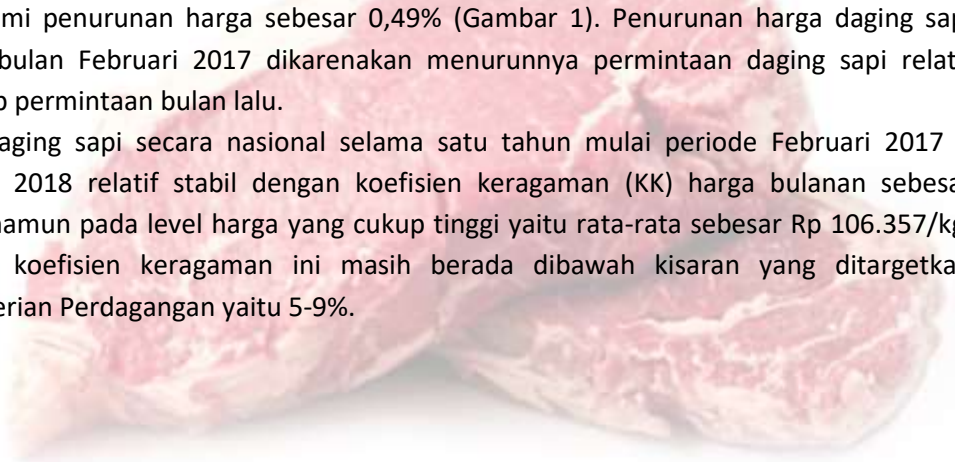 mi penurunan harga sebesar 0,49% (Gambar 1). Penurunan harga daging sap
bulan Februari 2017 dikarenakan menurunnya permintaan daging sapi relat
p permintaan bulan lalu.
aging sapi secara nasional selama satu tahun mulai periode Februari 2017
2018 relatif stabil dengan koefisien keragaman (KK) harga bulanan sebesa
namun pada level harga yang cukup tinggi yaitu rata-rata sebesar Rp 106.357/kg
koefisien keragaman ini masih berada dibawah kisaran yang ditargetka
erian Perdagangan yaitu 5-9%.